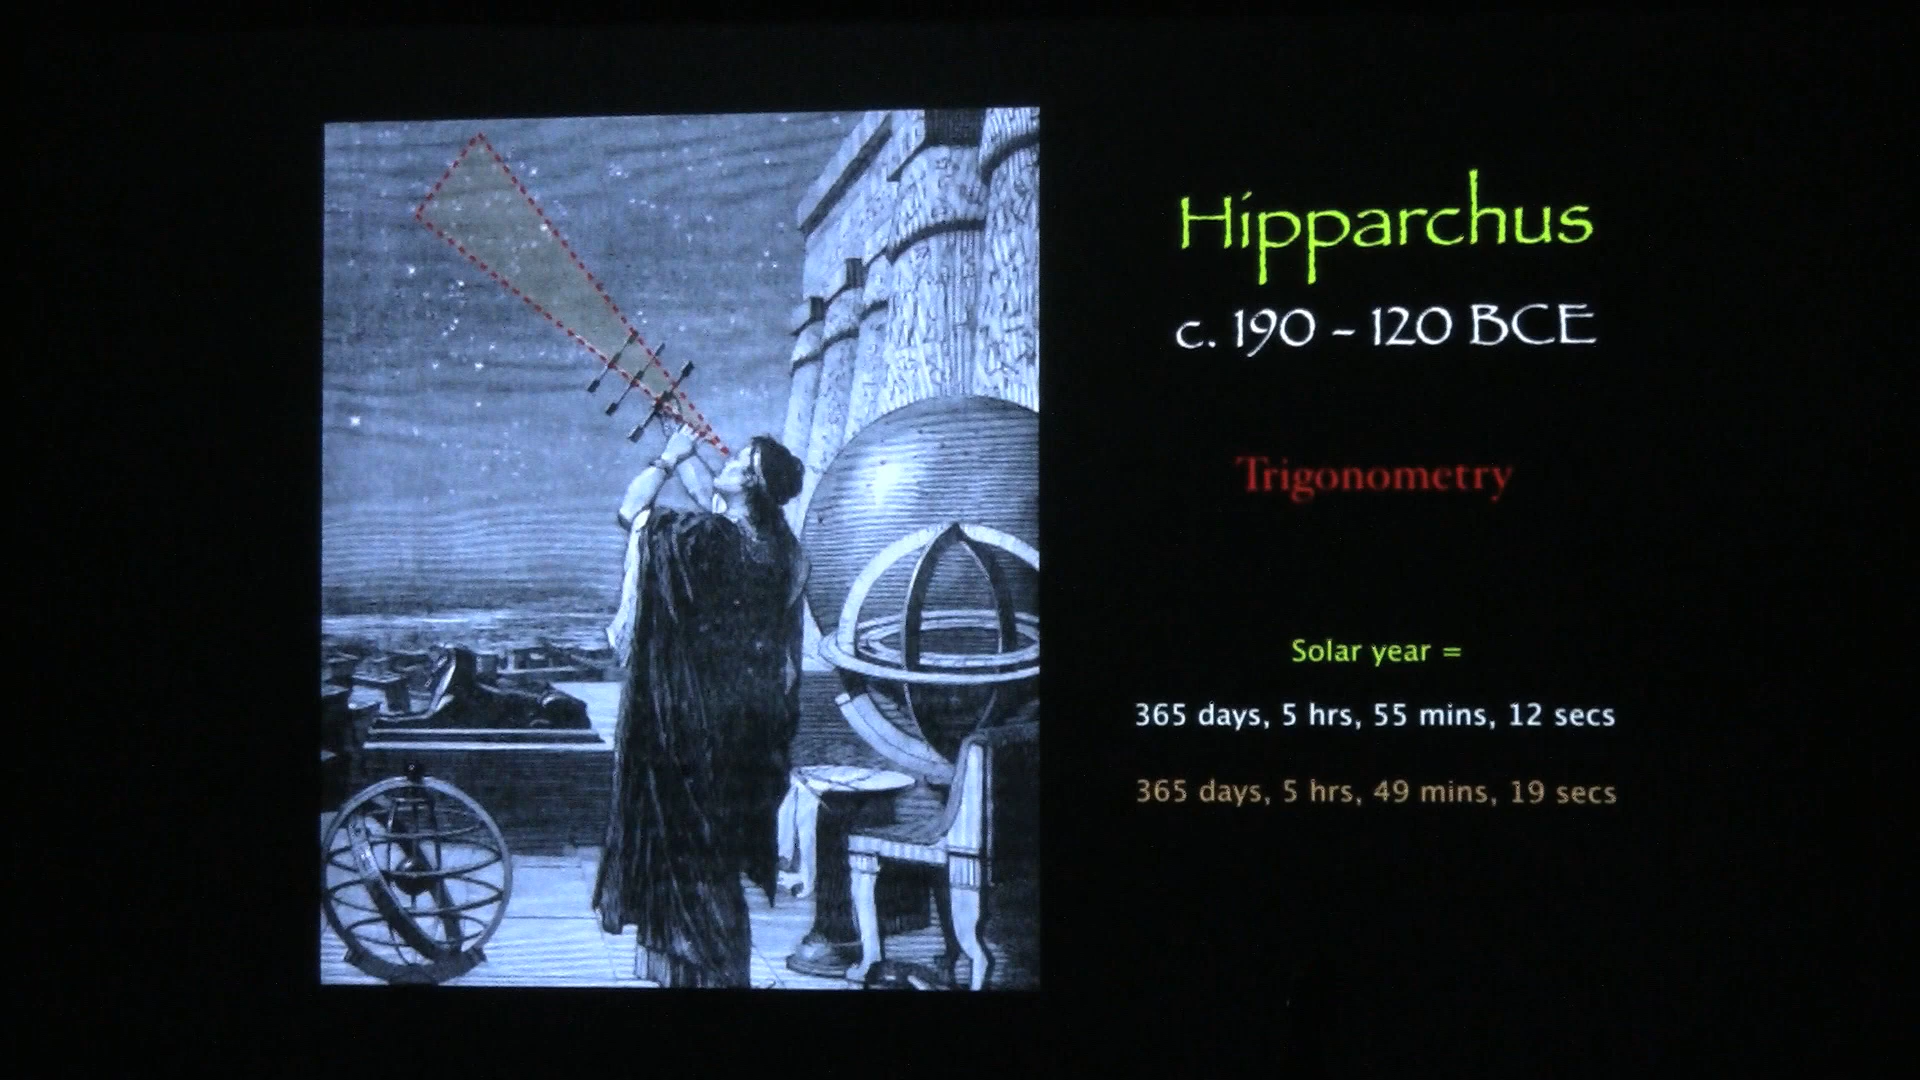 Hipparchus
c. 190 – 120 BCE
Trigonometry
Solar year =
365 days, 5 hrs, 55 mins, 12 secs
365 days, 5 hrs, 49 mins, 19 secs